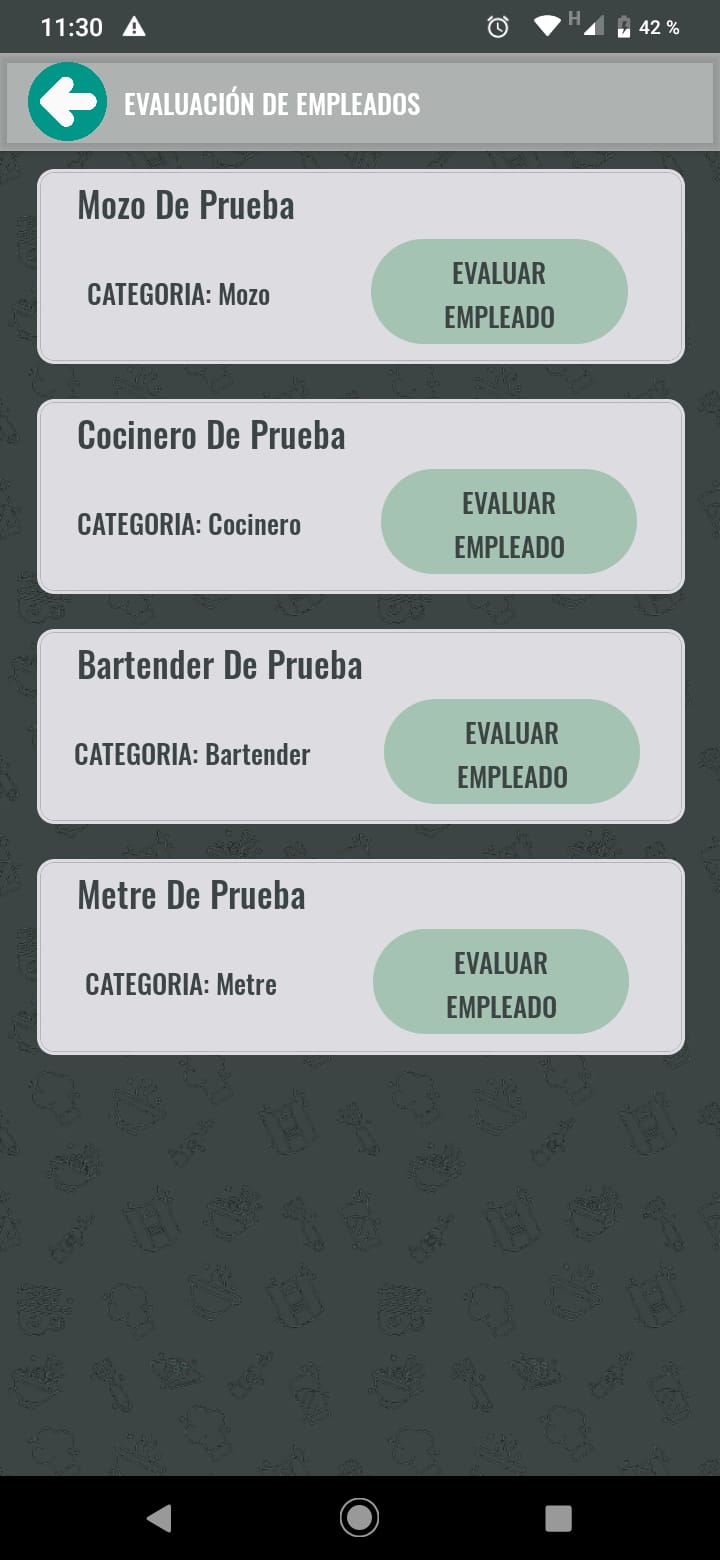 11:30
H
42 %
EVALUACIÓN DE EMPLEADOS
Mozo De Prueba
CATEGORIA: Mozo
EVALUAR
EMPLEADO
Cocinero De Prueba
CATEGORIA: Cocinero
EVALUAR
EMPLEADO
Bartender De Prueba
CATEGORIA: Bartender
EVALUAR
EMPLEADO
Metre De Prueba
CATEGORIA: Metre
EVALUAR
EMPLEADO